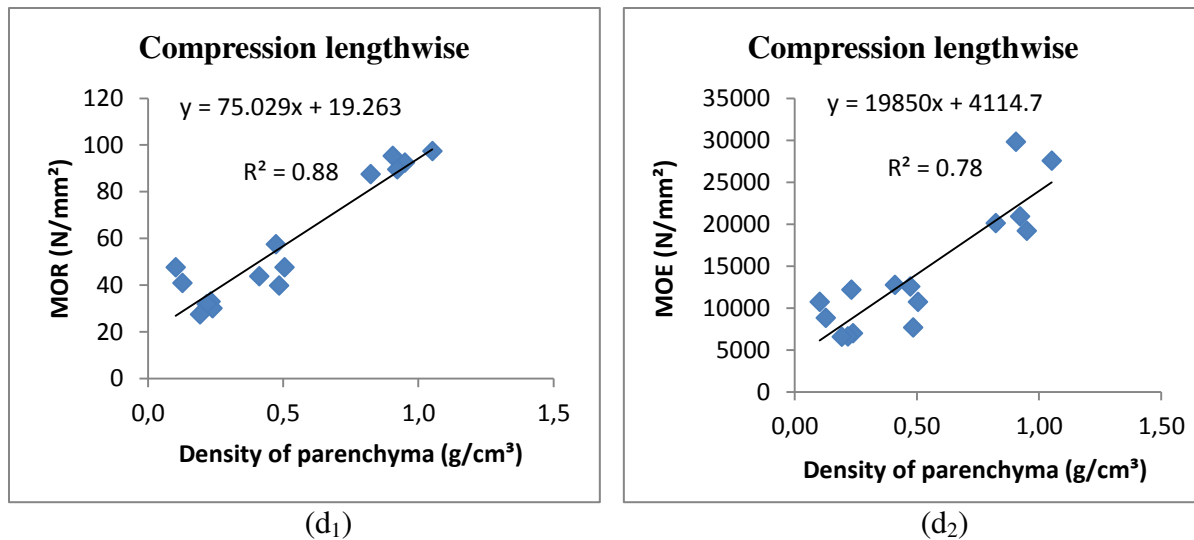 Compression lengthwise
y = 75.029x + 19.263
R² = 0.88
MOR (N/mm²)
120
100
80
60
40
20
0
0,0 0,5 1,0 1,5
Density of parenchyma (g/cm³)
(d₁)
Compression lengthwise
y = 19850x + 4114.7
R² = 0.78
MOE (N/mm²)
35000
30000
25000
20000
15000
10000
5000
0
0,00 0,50 1,00 1,50
Density of parenchyma (g/cm³)
(d₂)